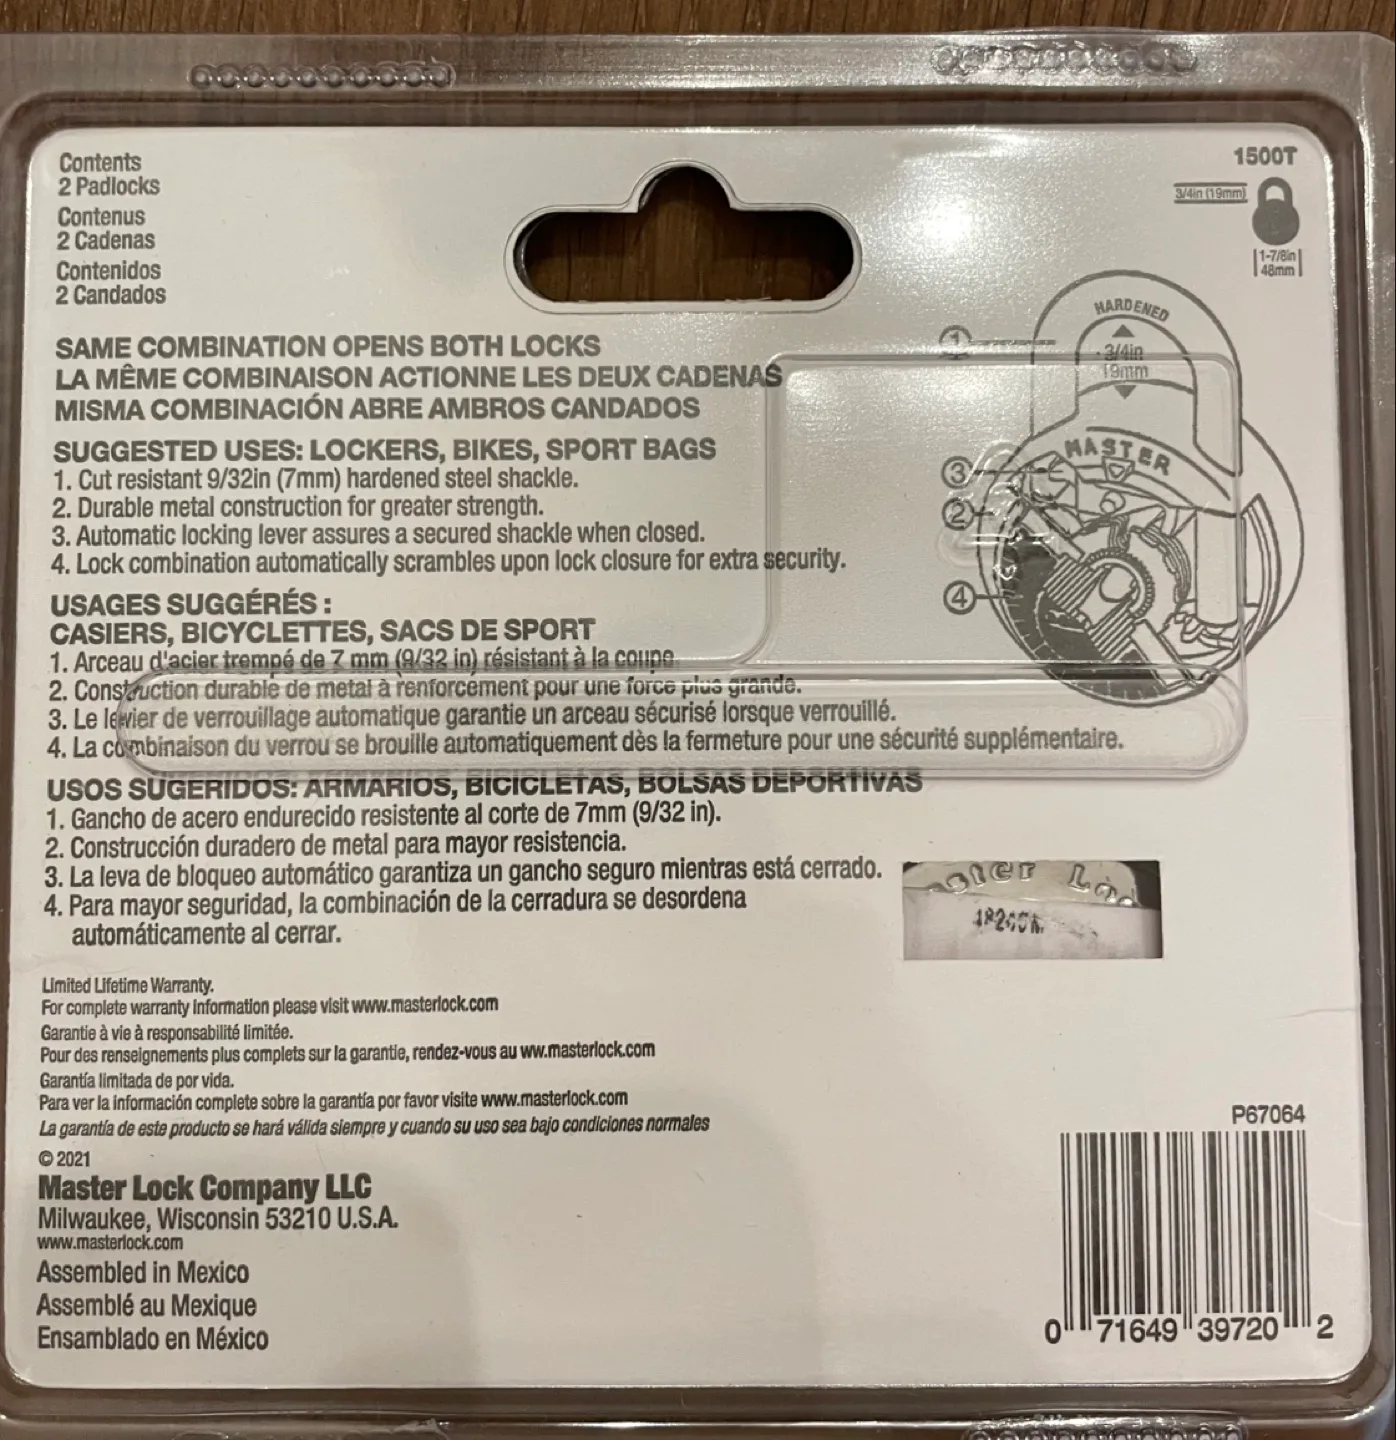 Contents
2 Padlocks
Contenus
2 Cadenas
Contenidos
2 Candados
1500T
3/4in (19mm)
1-7/8in
48mm
SAME COMBINATION OPENS BOTH LOCKS
LA MÊME COMBINAISON ACTIONNE LES DEUX CADENAS
MISMA COMBINACIÓN ABRE AMBROS CANDADOS
SUGGESTED USES: LOCKERS, BIKES, SPORT BAGS
1. Cut resistant 9/32in (7mm) hardened steel shackle.
2. Durable metal construction for greater strength.
3. Automatic locking lever assures a secured shackle when closed.
4. Lock combination automatically scrambles upon lock closure for extra security.
HARDENED
3/4in
19mm
MASTER
1
3
2
4
USAGES SUGGÉRÉS :
CASIERS, BICYCLETTES, SACS DE SPORT
1. Arceau d'acier trempé de 7 mm (9/32 in) résistant à la coupe.
2. Construction durable de metal à renforcement pour une force plus grande.
3. Le levier de verrouillage automatique garantie un arceau sécurisé lorsque verrouillé.
4. La combinaison du verrou se brouille automatiquement dès la fermeture pour une sécurité supplémentaire.
USOS SUGERIDOS: ARMARIOS, BICICLETAS, BOLSAS DEPORTIVAS
1. Gancho de acero endurecido resistente al corte de 7mm (9/32 in).
2. Construcción duradero de metal para mayor resistencia.
3. La leva de bloqueo automático garantiza un gancho seguro mientras está cerrado.
4. Para mayor seguridad, la combinación de la cerradura se desordena
automáticamente al cerrar.
Limited Lifetime Warranty.
For complete warranty Information please visit www.masterlock.com
Garantie à vie à responsabilité limitée.
Pour des renseignements plus complets sur la garantie, rendez-vous au ww.masterlock.com
Garantía limitada de por vida.
Para ver la información complete sobre la garantía por favor visite www.masterlock.com
La garantía de este producto se hará válida siempre y cuando su uso sea bajo condiciones normales
© 2021
Master Lock Company LLC
Milwaukee, Wisconsin 53210 U.S.A.
www.masterlock.com
Assembled in Mexico
Assemblé au Mexique
Ensamblado en México
P67064
0 71649 39720 2